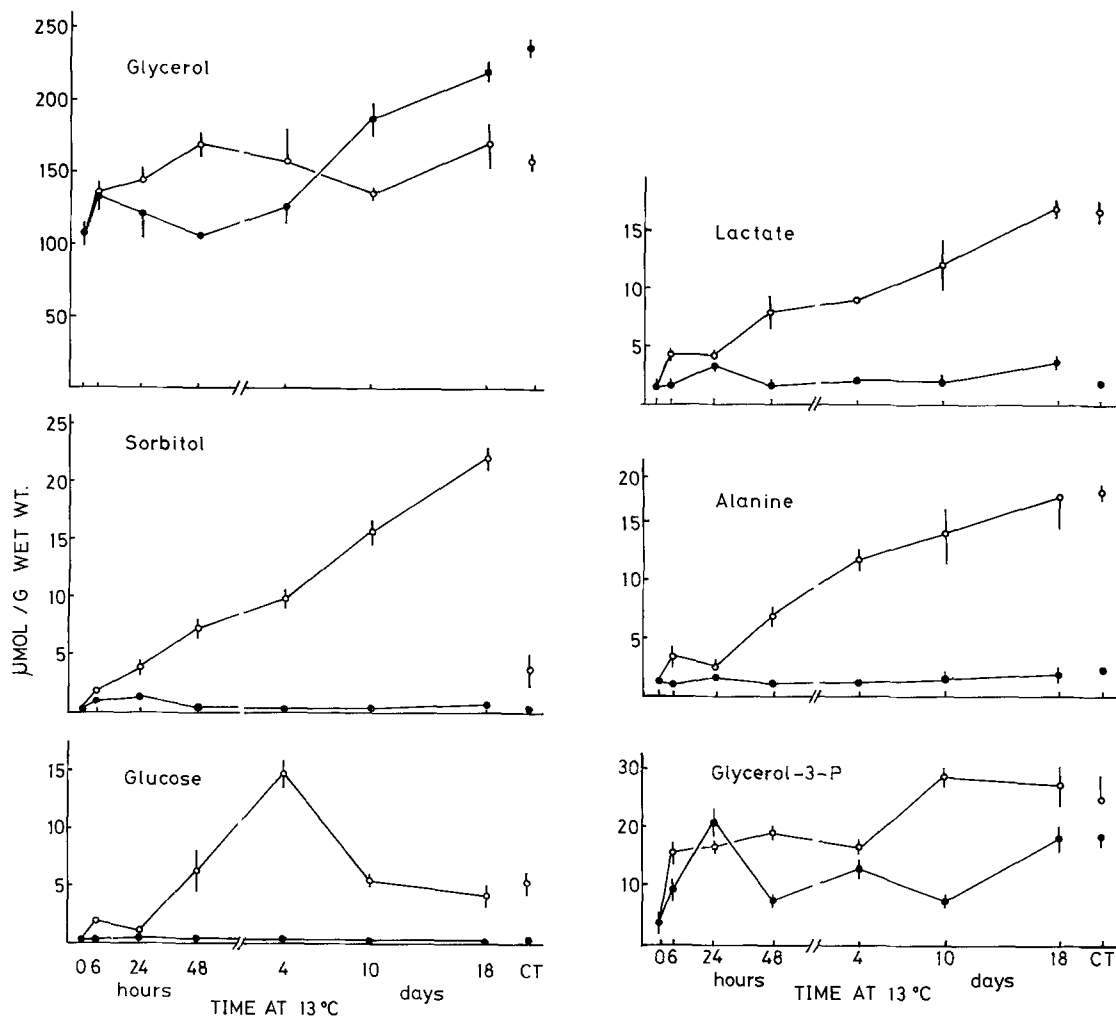 Glycerol
250
200
150
100
50
Sorbitol
25
20
15
10
5
µMOL / G WET WT.
Glucose
15
10
5
0 6 24 48 4 10 18 CT
hours days
TIME AT 13 °C
Lactate
15
10
5
Alanine
20
15
10
5
Glycerol-3-P
30
20
10
0 6 24 48 4 10 18 CT
hours days
TIME AT 13 °C